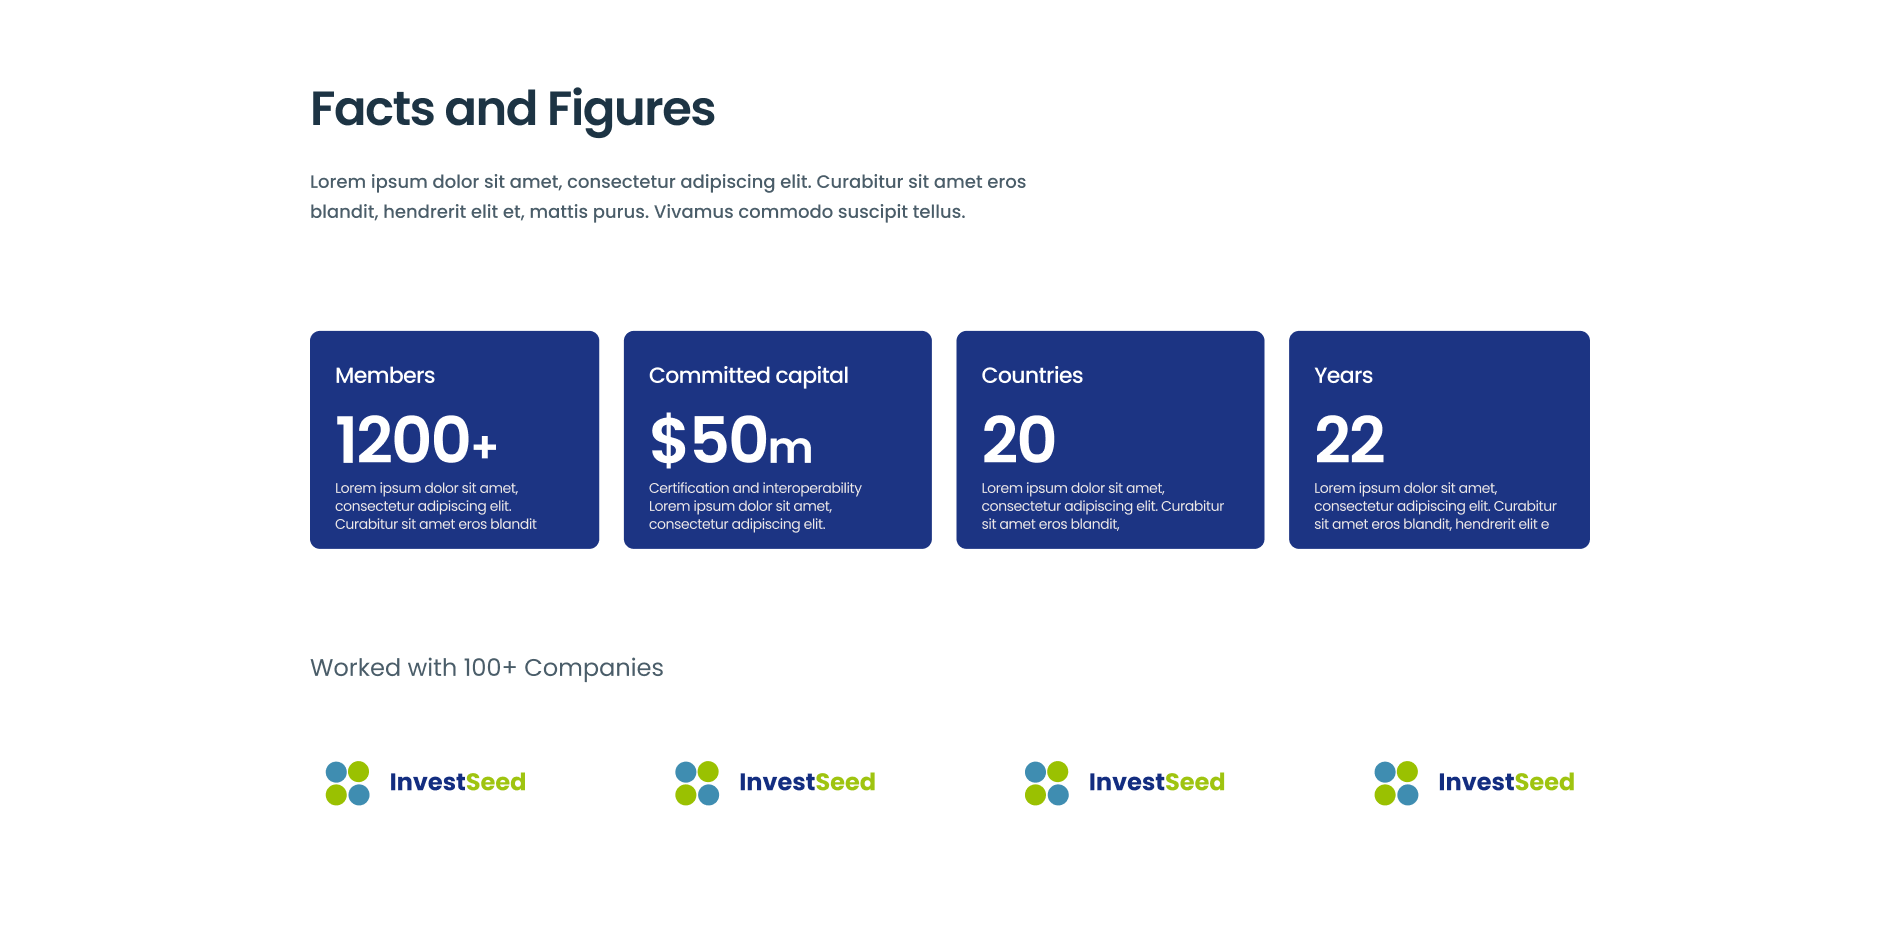 Facts and Figures
Lorem ipsum dolor sit amet, consectetur adipiscing elit. Curabitur sit amet eros
blandit, hendrerit elit et, mattis purus. Vivamus commodo suscipit tellus.
Members
1200+
Lorem ipsum dolor sit amet,
consectetur adipiscing elit.
Curabitur sit amet eros blandit
Committed capital
$50m
Certification and interoperability
Lorem ipsum dolor sit amet,
consectetur adipiscing elit.
Countries
20
Lorem ipsum dolor sit amet,
consectetur adipiscing elit. Curabitur
sit amet eros blandit,
Years
22
Lorem ipsum dolor sit amet,
consectetur adipiscing elit. Curabitur
sit amet eros blandit, hendrerit elit e
Worked with 100+ Companies
InvestSeed
InvestSeed
InvestSeed
InvestSeed